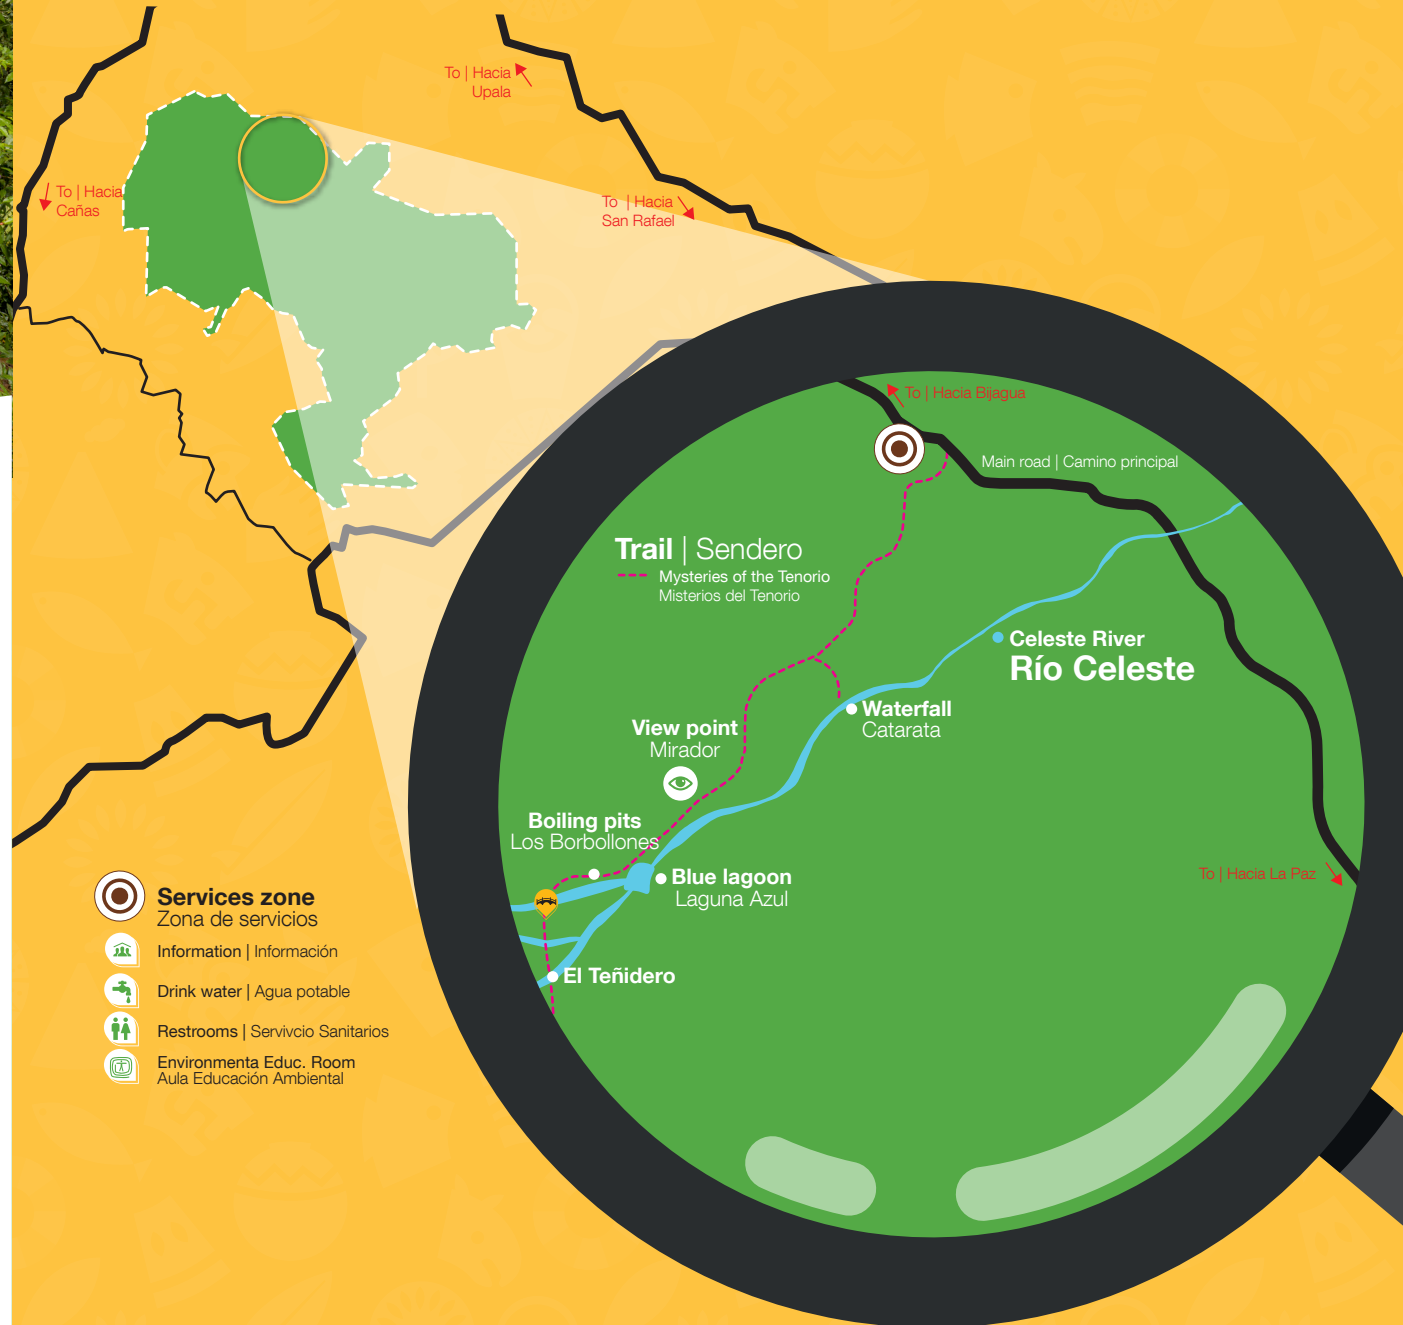 To | Hacia
Upala
To | Hacia
Cañas
To | Hacia
San Rafael
To | Hacia Bijagua
Main road | Camino principal
Trail | Sendero
Mysteries of the Tenorio
Misterios del Tenorio
Celeste River
Río Celeste
Waterfall
Catarata
View point
Mirador
Boiling pits
Los Borbollones
Blue lagoon
Laguna Azul
To | Hacia La Paz
El Teñidero
Services zone
Zona de servicios
Information | Información
Drink water | Agua potable
Restrooms | Servivcio Sanitarios
Environmenta Educ. Room
Aula Educación Ambiental